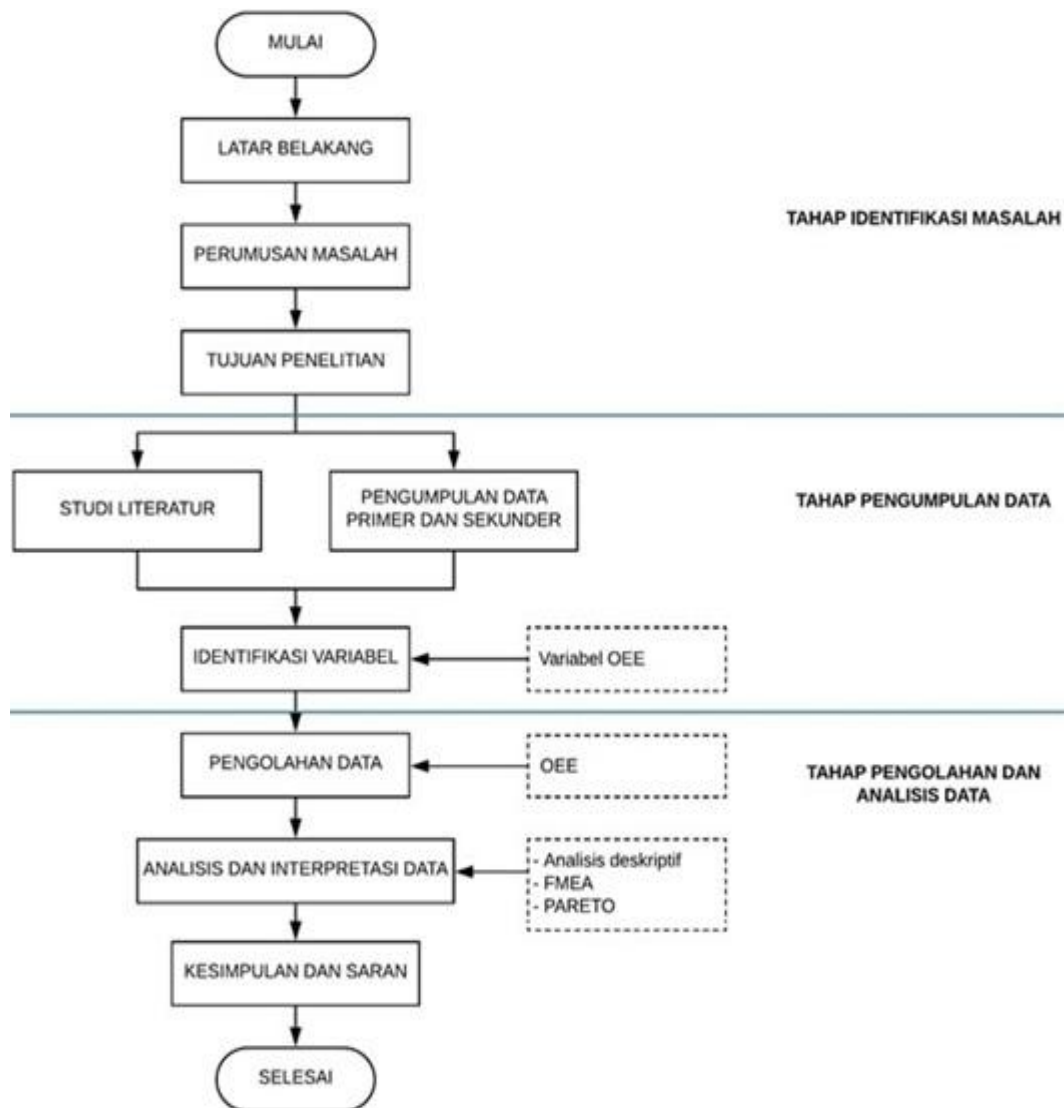 MULAI
LATAR BELAKANG
TAHAP IDENTIFIKASI MASALAH
PERUMUSAN MASALAH
TUJUAN PENELITIAN
STUDI LITERATUR
PENGUMPULAN DATA
PRIMER DAN SEKUNDER
TAHAP PENGUMPULAN DATA
IDENTIFIKASI VARIABEL
Variabel OEE
PENGOLAHAN DATA
OEE
TAHAP PENGOLAHAN DAN
ANALISIS DATA
ANALISIS DAN INTERPRETASI DATA
- Analisis deskriptif
- FMEA
- PARETO
KESIMPULAN DAN SARAN
SELESAI